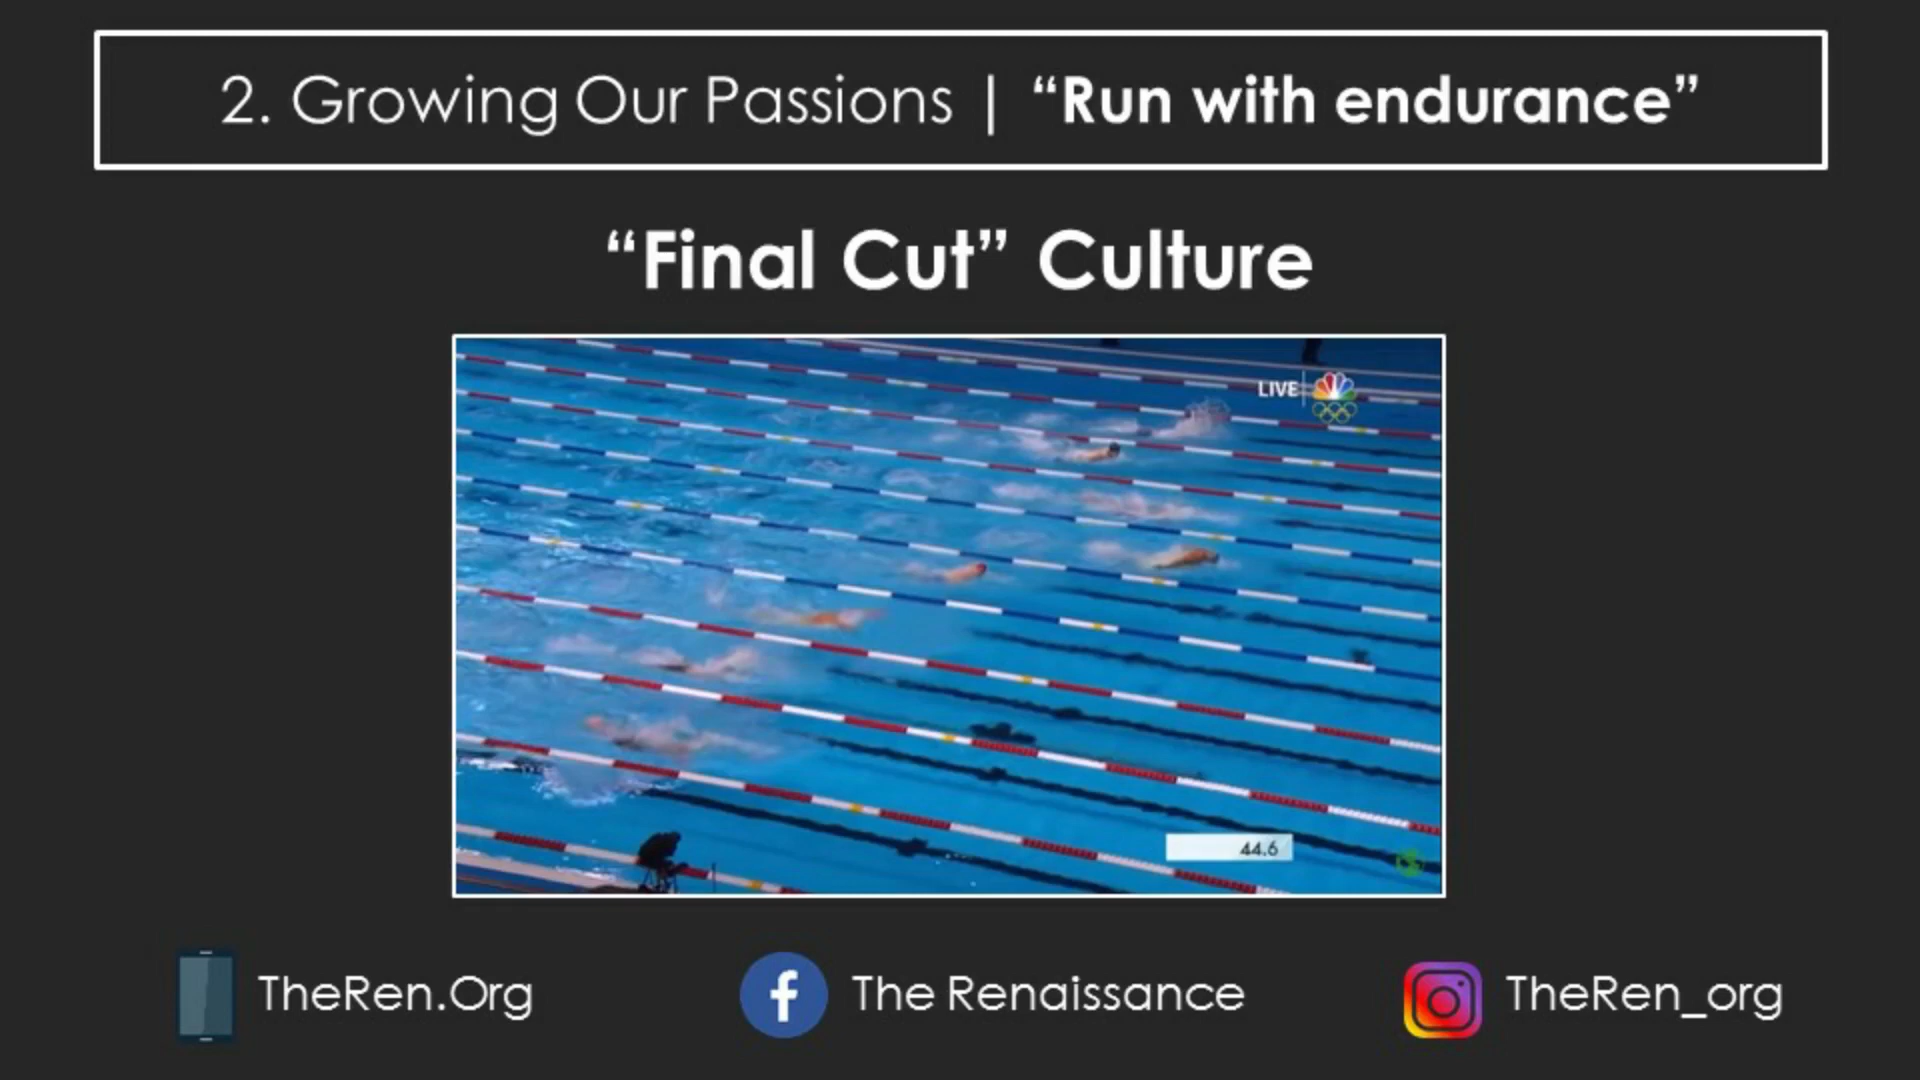 2. Growing Our Passions | “Run with endurance”
“Final Cut” Culture
LIVE
44.6
TheRen.Org
The Renaissance
TheRen_org